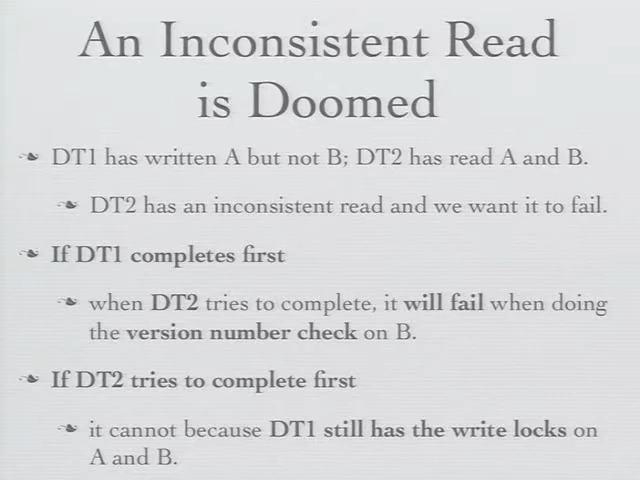 An Inconsistent Read
is Doomed
DT1 has written A but not B; DT2 has read A and B.
DT2 has an inconsistent read and we want it to fail.
If DT1 completes first
when DT2 tries to complete, it will fail when doing
the version number check on B.
If DT2 tries to complete first
it cannot because DT1 still has the write locks on
A and B.